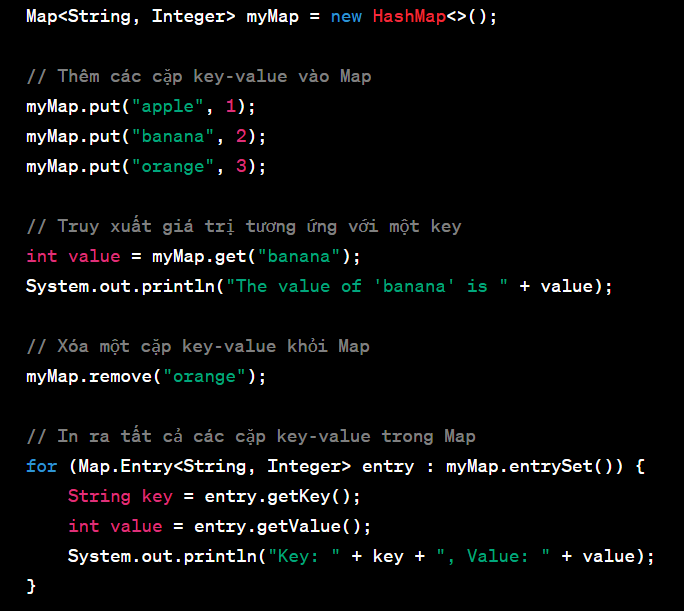 Map<String, Integer> myMap = new HashMap<>();
// Thêm các cặp key-value vào Map
myMap.put("apple", 1);
myMap.put("banana", 2);
myMap.put("orange", 3);
// Truy xuất giá trị tương ứng với một key
int value = myMap.get("banana");
System.out.println("The value of 'banana' is " + value);
// Xóa một cặp key-value khỏi Map
myMap.remove("orange");
// In ra tất cả các cặp key-value trong Map
for (Map.Entry<String, Integer> entry : myMap.entrySet()) {
    String key = entry.getKey();
    int value = entry.getValue();
    System.out.println("Key: " + key + ", Value: " + value);
}